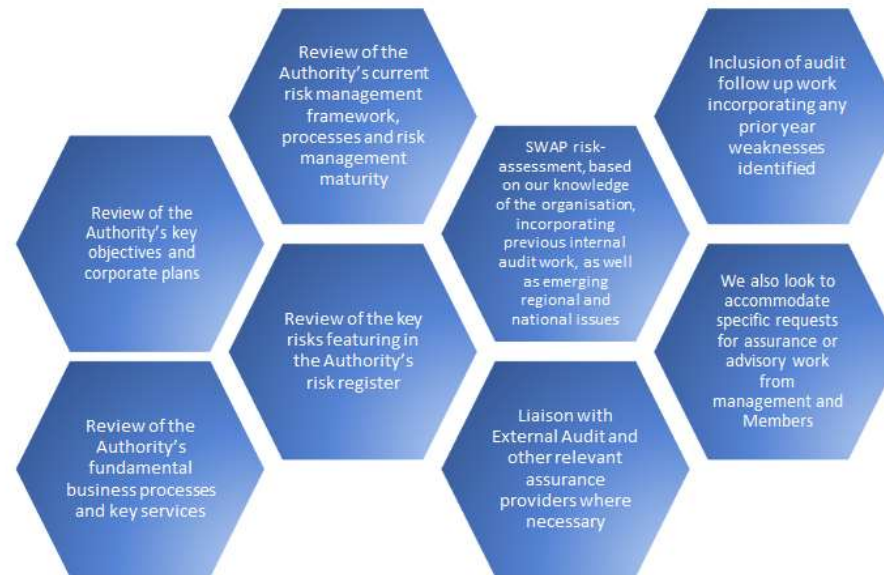 Review of the
Authority's current
risk management
framework,
processes and risk
management
maturity
Inclusion of audit
follow up work
incorporating any
prior year
weaknesses
identified
SWAP risk-
assessment, based
on our knowledge
of the organisation,
incorporating
previous internal
audit work, as well
as emerging
regional and
national issues
Review of the
Authority's key
objectives and
corporate plans
Review of the key
risks featuring in
the Authority's
risk register
We also look to
accommodate
specific requests
for assurance or
advisory work
from
management and
Members
Review of the
Authority's
fundamental
business processes
and key services
Liaison with
External Audit and
other relevant
assurance
providers where
necessary